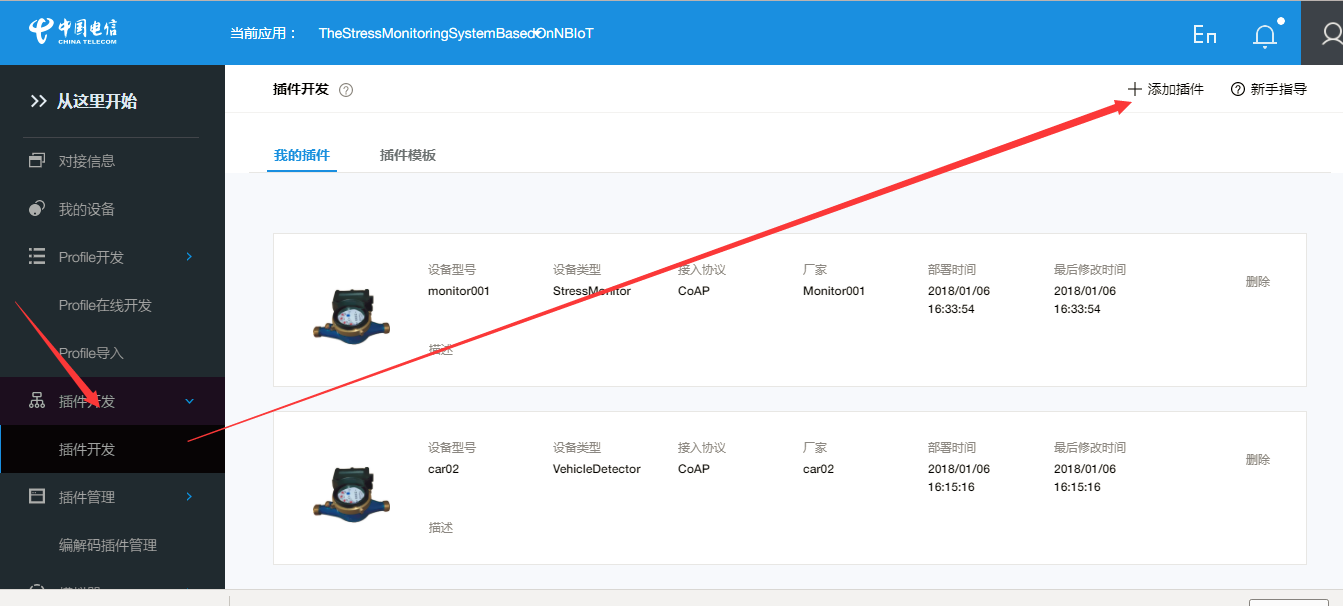 中国电信
CHINA TELECOM
当前应用： TheStressMonitoringSystemBasedOnNBIoT
En
从这里开始
对接信息
我的设备
Profile开发
Profile在线开发
Profile导入
插件开发
插件开发
插件管理
编解码插件管理
插件开发
添加插件
新手指导
我的插件 插件模板
设备型号 设备类型 接入协议 厂家 部署时间 最后修改时间
monitor001 StressMonitor CoAP Monitor001 2018/01/06 2018/01/06
16:33:54 16:33:54
删除
描述
设备型号 设备类型 接入协议 厂家 部署时间 最后修改时间
car02 VehicleDetector CoAP car02 2018/01/06 2018/01/06
16:15:16 16:15:16
删除
描述